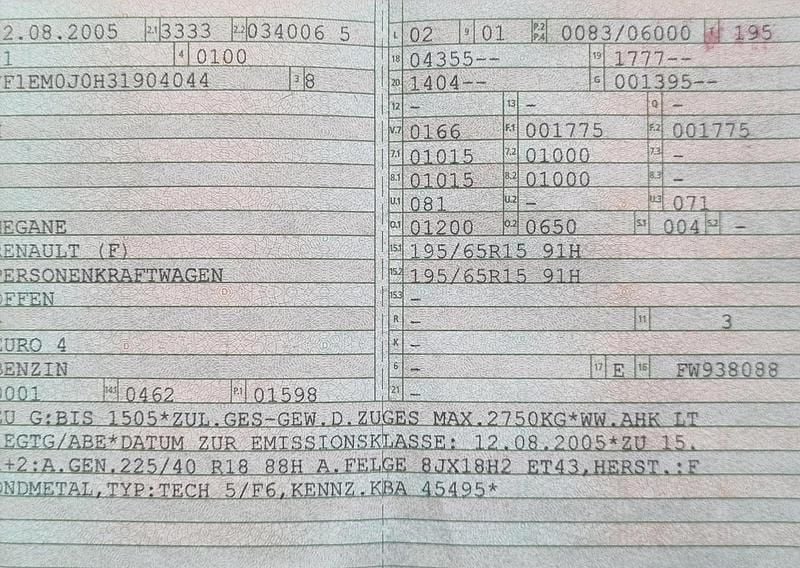 2.08.2005 2.1 3333 2.2 034006 5
1 4 0100
F1EM0J0H31904044 3 8
EGANE
RENAULT (F)
PERSONENKRAFTWAGEN
OFFEN
EURO 4
BENZIN
0001 14.1 0462 P.1 01598
L 02 9 01 P.2 P.4 0083/06000 195
18 04355-- 19 1777--
20 1404-- G 001395--
12 - 13 - Q -
V.7 0166 F.1 001775 F.2 001775
7.1 01015 7.2 01000 7.3 -
8.1 01015 8.2 01000 8.3 -
U.1 081 U.2 - U.3 071
O.1 01200 O.2 0650 S.1 004 S.2 -
15.1 195/65R15 91H
15.2 195/65R15 91H
15.3 -
R - 11 3
K -
6 - 17 E 16 FW938088
21 -
ZU G:BIS 1505*ZUL.GES-GEW.D.ZUGES MAX.2750KG*WW.AHK LT
.EGTG/ABE*DATUM ZUR EMISSIONSKLASSE: 12.08.2005*ZU 15.
1+2:A.GEN.225/40 R18 88H A.FELGE 8JX18H2 ET43,HERST.:F
ONDMETAL,TYP:TECH 5/F6,KENNZ.KBA 45495*